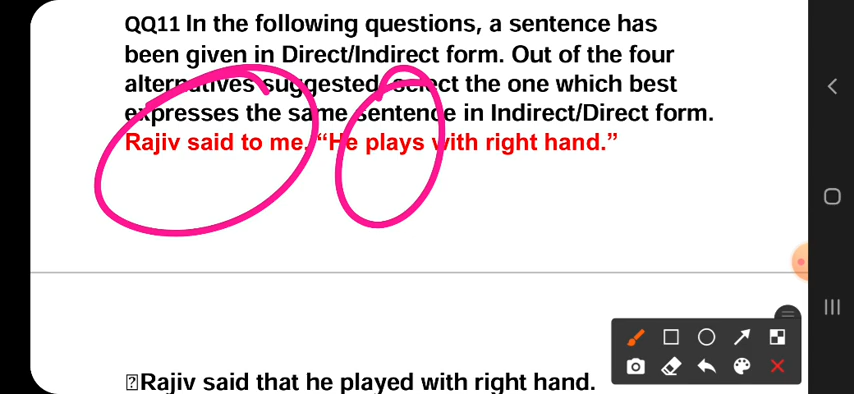 QQ11 In the following questions, a sentence has
been given in Direct/Indirect form. Out of the four
alternatives suggested, select the one which best
expresses the same sentence in Indirect/Direct form.
Rajiv said to me, “He plays with right hand.”
Rajiv said that he played with right hand.